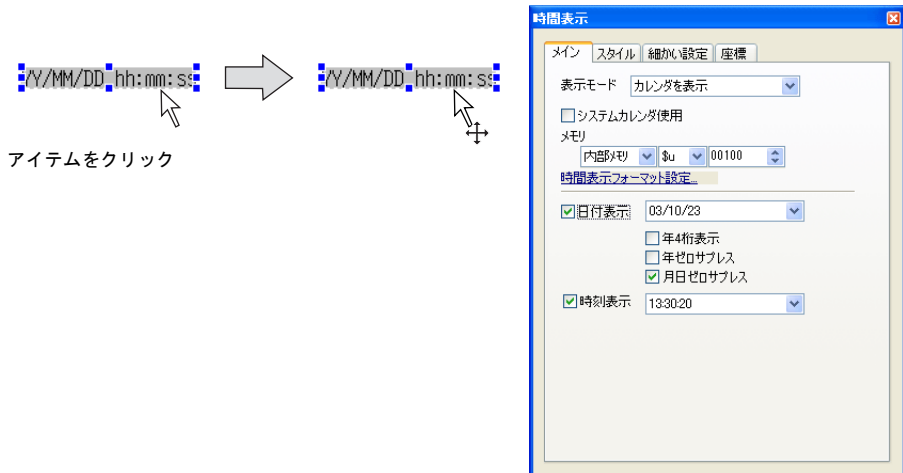 /Y/MM/DD hh:mm:ss
/Y/MM/DD hh:mm:ss
アイテムをクリック
時間表示
メイン スタイル 細かい設定 座標
表示モード カレンダを表示
システムカレンダ使用
メモリ
内部メモリ $u 00100
時間表示フォーマット設定...
日付表示 03/10/23
年4桁表示
年ゼロサプレス
月日ゼロサプレス
時刻表示 13:30:20